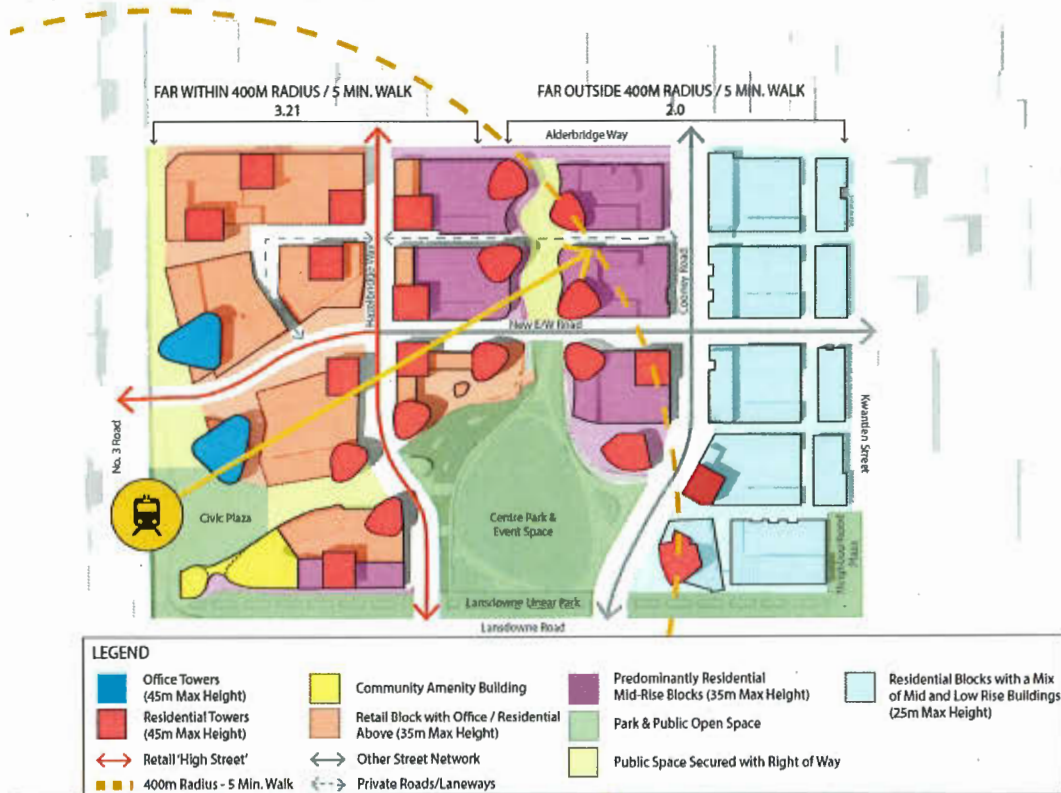 FAR WITHIN 400M RADIUS / 5 MIN. WALK
3.21
FAR OUTSIDE 400M RADIUS / 5 MIN. WALK
2.0
Alderbridge Way
Hazelbridge Way
Cooney Road
New E/W Road
No. 3 Road
Kwantlen Street
Civic Plaza
Centre Park &
Event Space
Neighbourhood
Plaza
Lansdowne Linear Park
Lansdowne Road
LEGEND
Office Towers
(45m Max Height)
Residential Towers
(45m Max Height)
Retail 'High Street'
400m Radius - 5 Min. Walk
Community Amenity Building
Retail Block with Office / Residential
Above (35m Max Height)
Other Street Network
Private Roads/Laneways
Predominantly Residential
Mid-Rise Blocks (35m Max Height)
Park & Public Open Space
Public Space Secured with Right of Way
Residential Blocks with a Mix
of Mid and Low Rise Buildings
(25m Max Height)